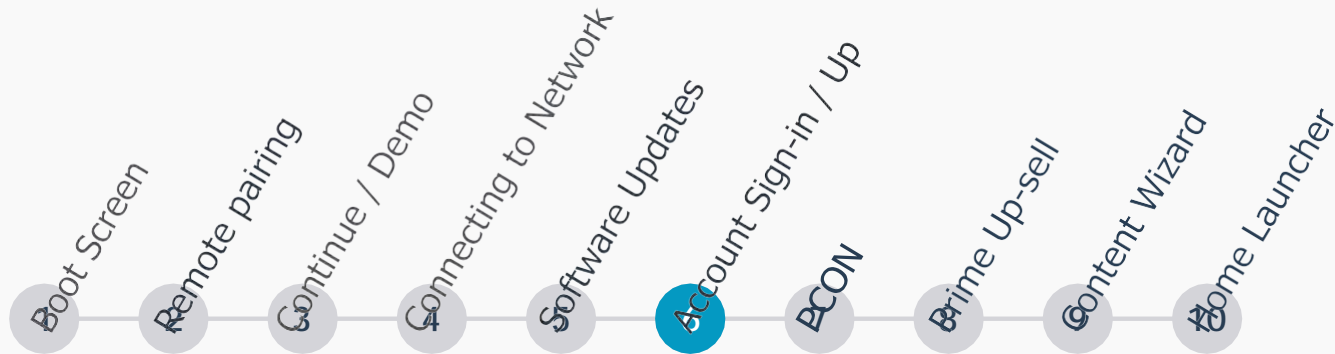 Boot Screen
Remote pairing
Continue / Demo
Connecting to Network
Software Updates
Account Sign-in / Up
PCON
Prime Up-sell
Content Wizard
Home Launcher
1
2
3
4
5
6
7
8
9
10